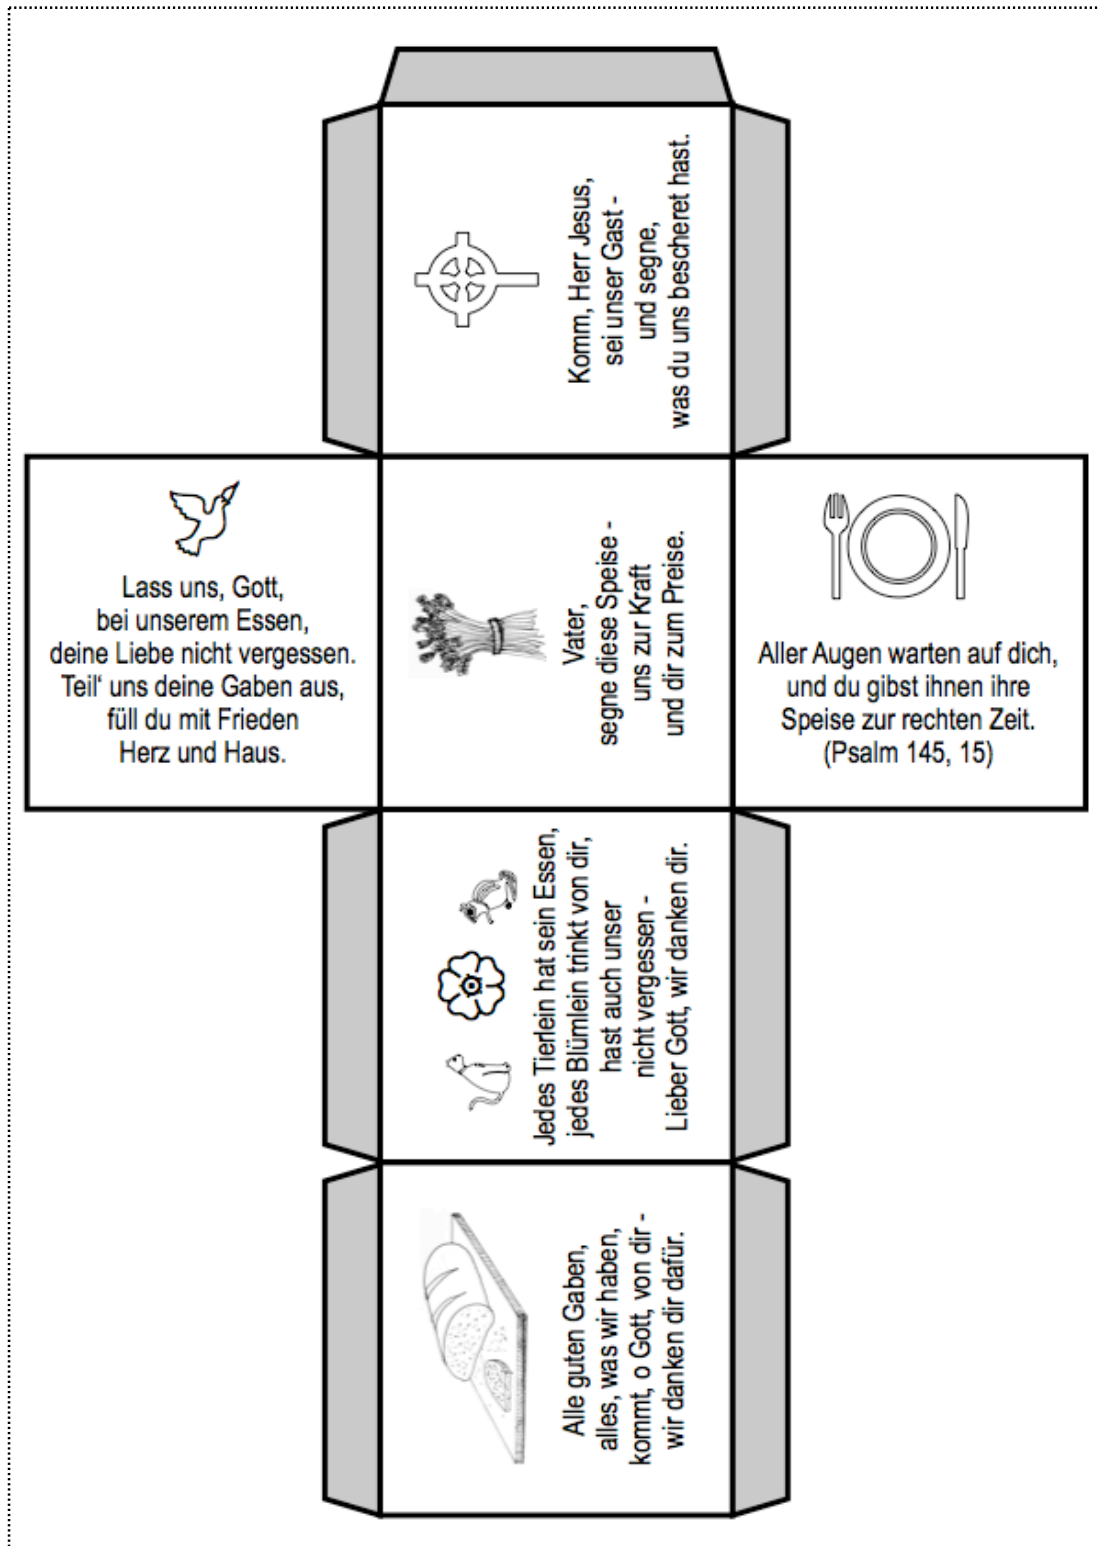 Komm, Herr Jesus,
sei unser Gast -
und segne,
was du uns bescheret hast.
Lass uns, Gott,
bei unserem Essen,
deine Liebe nicht vergessen.
Teil' uns deine Gaben aus,
füll du mit Frieden
Herz und Haus.
Vater,
segne diese Speise -
uns zur Kraft
und dir zum Preise.
Aller Augen warten auf dich,
und du gibst ihnen ihre
Speise zur rechten Zeit.
(Psalm 145, 15)
Jedes Tierlein hat sein Essen,
jedes Blümlein trinkt von dir,
hast auch unser
nicht vergessen -
Lieber Gott, wir danken dir.
Alle guten Gaben,
alles, was wir haben,
kommt, o Gott, von dir -
wir danken dir dafür.